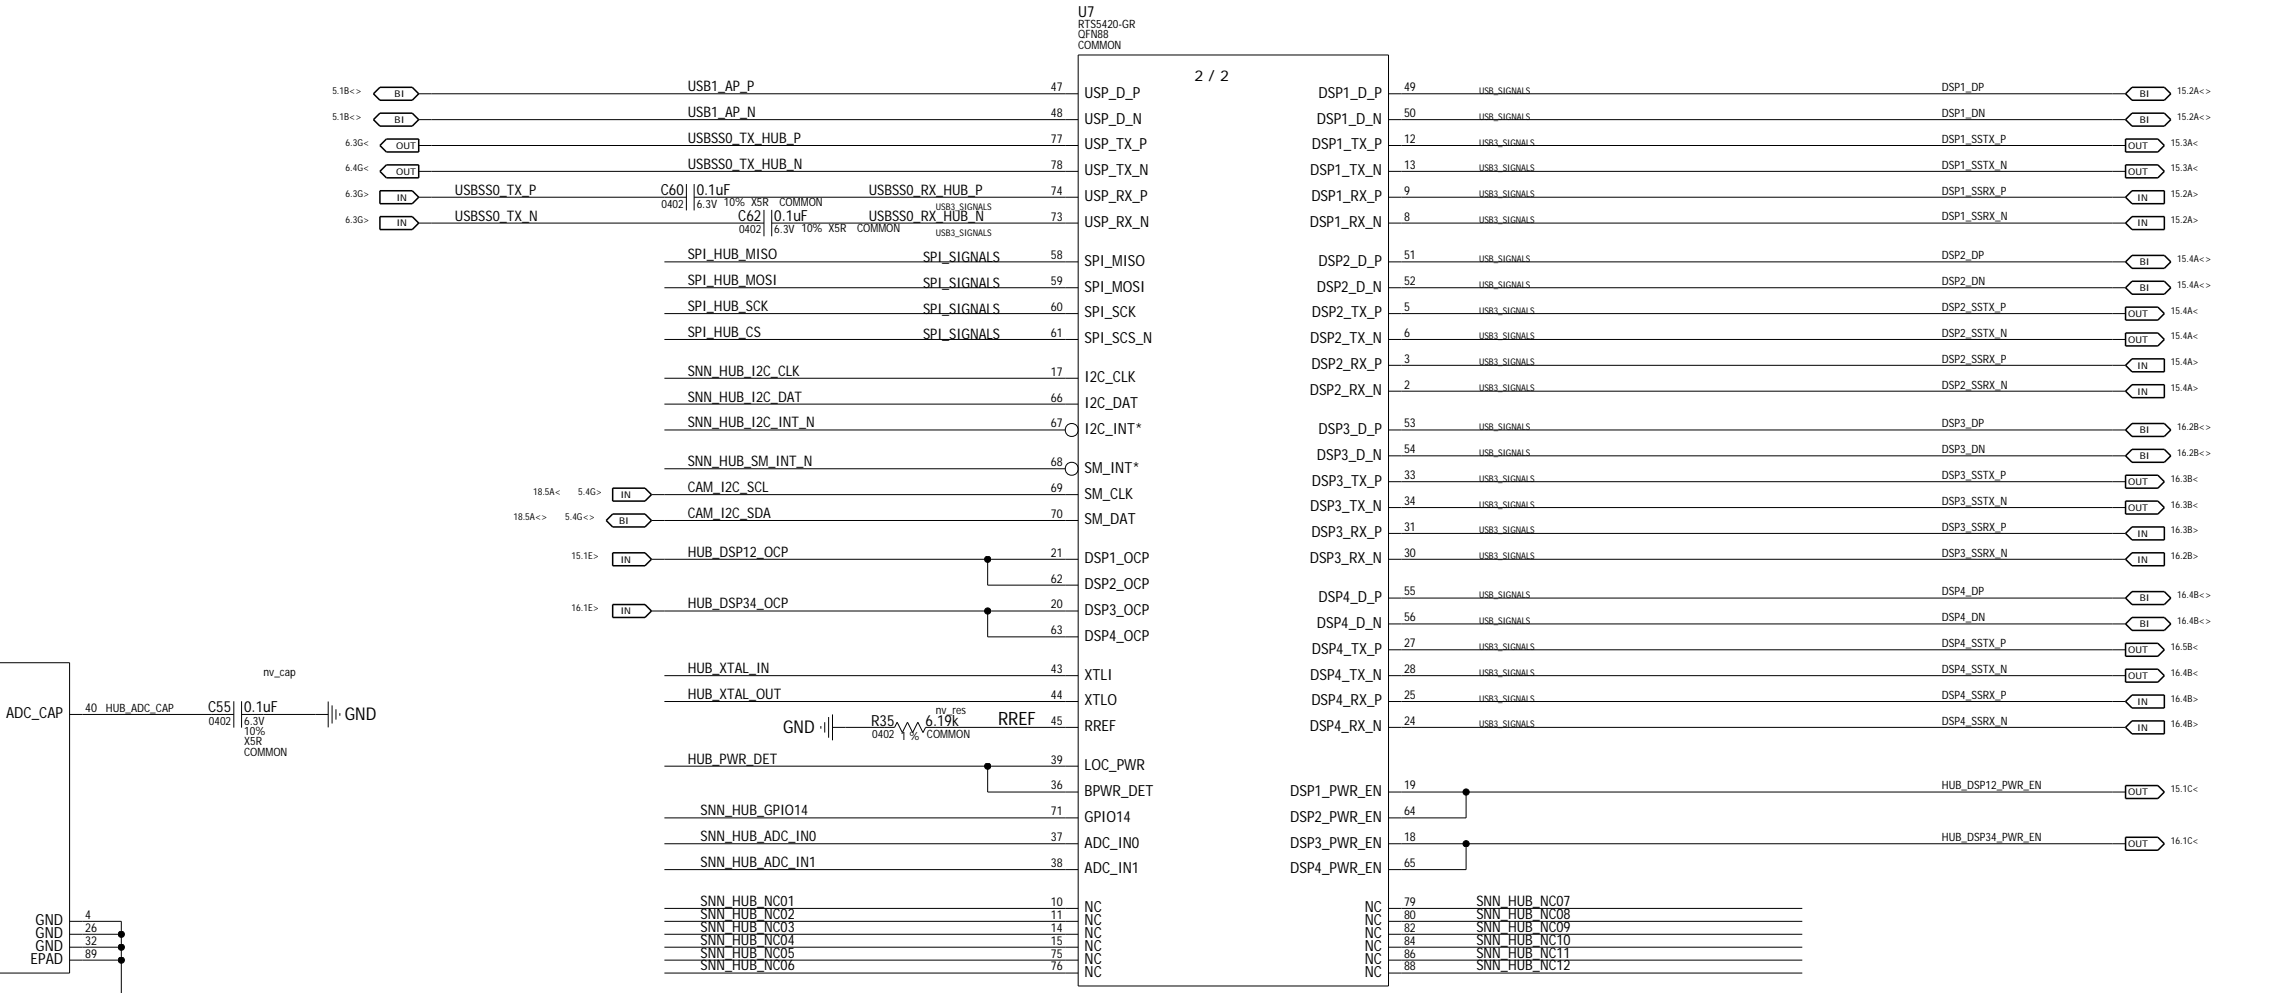 U7
RTS5420-GR
QFN88
COMMON
2 / 2
5.1B<> BI USB1_AP_P 47 USP_D_P
5.1B<> BI USB1_AP_N 48 USP_D_N
6.3G< OUT USBSS0_TX_HUB_P 77 USP_TX_P
6.4G< OUT USBSS0_TX_HUB_N 78 USP_TX_N
6.3G> IN USBSS0_TX_P C60 0.1uF USBSS0_RX_HUB_P 74 USP_RX_P
0402 6.3V 10% X5R COMMON USB3_SIGNALS
6.3G> IN USBSS0_TX_N C62 0.1uF USBSS0_RX_HUB_N 73 USP_RX_N
0402 6.3V 10% X5R COMMON USB3_SIGNALS
SPI_HUB_MISO SPI_SIGNALS 58 SPI_MISO
SPI_HUB_MOSI SPI_SIGNALS 59 SPI_MOSI
SPI_HUB_SCK SPI_SIGNALS 60 SPI_SCK
SPI_HUB_CS SPI_SIGNALS 61 SPI_SCS_N
SNN_HUB_I2C_CLK 17 I2C_CLK
SNN_HUB_I2C_DAT 66 I2C_DAT
SNN_HUB_I2C_INT_N 67 I2C_INT*
SNN_HUB_SM_INT_N 68 SM_INT*
18.5A< 5.4G> IN CAM_I2C_SCL 69 SM_CLK
18.5A<> 5.4G<> BI CAM_I2C_SDA 70 SM_DAT
15.1E> IN HUB_DSP12_OCP 21 DSP1_OCP
62 DSP2_OCP
16.1E> IN HUB_DSP34_OCP 20 DSP3_OCP
63 DSP4_OCP
HUB_XTAL_IN 43 XTLI
HUB_XTAL_OUT 44 XTLO
nv_res
GND R35 6.19k RREF 45 RREF
0402 1 % COMMON
HUB_PWR_DET 39 LOC_PWR
36 BPWR_DET
SNN_HUB_GPIO14 71 GPIO14
SNN_HUB_ADC_IN0 37 ADC_IN0
SNN_HUB_ADC_IN1 38 ADC_IN1
SNN_HUB_NC01 10 NC
SNN_HUB_NC02 11 NC
SNN_HUB_NC03 14 NC
SNN_HUB_NC04 15 NC
SNN_HUB_NC05 75 NC
SNN_HUB_NC06 76 NC
DSP1_D_P 49 USB_SIGNALS DSP1_DP BI 15.2A<>
DSP1_D_N 50 USB_SIGNALS DSP1_DN BI 15.2A<>
DSP1_TX_P 12 USB3_SIGNALS DSP1_SSTX_P OUT 15.3A<
DSP1_TX_N 13 USB3_SIGNALS DSP1_SSTX_N OUT 15.3A<
DSP1_RX_P 9 USB3_SIGNALS DSP1_SSRX_P IN 15.2A>
DSP1_RX_N 8 USB3_SIGNALS DSP1_SSRX_N IN 15.2A>
DSP2_D_P 51 USB_SIGNALS DSP2_DP BI 15.4A<>
DSP2_D_N 52 USB_SIGNALS DSP2_DN BI 15.4A<>
DSP2_TX_P 5 USB3_SIGNALS DSP2_SSTX_P OUT 15.4A<
DSP2_TX_N 6 USB3_SIGNALS DSP2_SSTX_N OUT 15.4A<
DSP2_RX_P 3 USB3_SIGNALS DSP2_SSRX_P IN 15.4A>
DSP2_RX_N 2 USB3_SIGNALS DSP2_SSRX_N IN 15.4A>
DSP3_D_P 53 USB_SIGNALS DSP3_DP BI 16.2B<>
DSP3_D_N 54 USB_SIGNALS DSP3_DN BI 16.2B<>
DSP3_TX_P 33 USB3_SIGNALS DSP3_SSTX_P OUT 16.3B<
DSP3_TX_N 34 USB3_SIGNALS DSP3_SSTX_N OUT 16.3B<
DSP3_RX_P 31 USB3_SIGNALS DSP3_SSRX_P IN 16.3B>
DSP3_RX_N 30 USB3_SIGNALS DSP3_SSRX_N IN 16.2B>
DSP4_D_P 55 USB_SIGNALS DSP4_DP BI 16.4B<>
DSP4_D_N 56 USB_SIGNALS DSP4_DN BI 16.4B<>
DSP4_TX_P 27 USB3_SIGNALS DSP4_SSTX_P OUT 16.5B<
DSP4_TX_N 28 USB3_SIGNALS DSP4_SSTX_N OUT 16.4B<
DSP4_RX_P 25 USB3_SIGNALS DSP4_SSRX_P IN 16.4B>
DSP4_RX_N 24 USB3_SIGNALS DSP4_SSRX_N IN 16.4B>
DSP1_PWR_EN 19 HUB_DSP12_PWR_EN OUT 15.1C<
DSP2_PWR_EN 64
DSP3_PWR_EN 18 HUB_DSP34_PWR_EN OUT 16.1C<
DSP4_PWR_EN 65
NC 79 SNN_HUB_NC07
NC 80 SNN_HUB_NC08
NC 82 SNN_HUB_NC09
NC 84 SNN_HUB_NC10
NC 86 SNN_HUB_NC11
NC 88 SNN_HUB_NC12
nv_cap
ADC_CAP 40 HUB_ADC_CAP C55 0.1uF GND
0402 6.3V
10%
X5R
COMMON
GND 4
GND 26
GND 32
EPAD 89